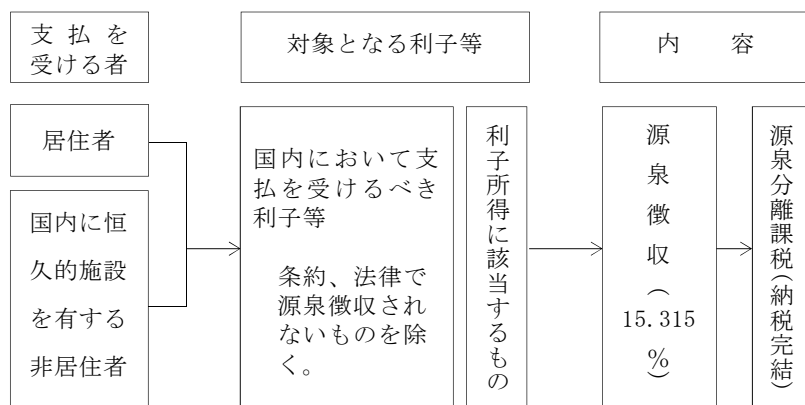 支払を
受ける者
対象となる利子等
内容
居住者
国内に恒
久的施設
を有する
非居住者
国内において支
払を受けるべき
利子等
条約、法律で
源泉徴収され
ないものを除
く。
利子所得に該当するもの
源泉徴収(15.315%)
源泉分離課税(納税完結)